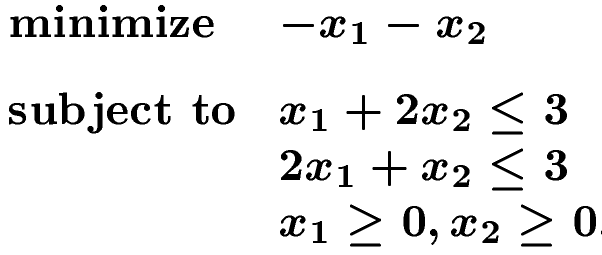 minimize −x₁ − x₂
subject to x₁ + 2x₂ ≤ 3
2x₁ + x₂ ≤ 3
x₁ ≥ 0, x₂ ≥ 0.